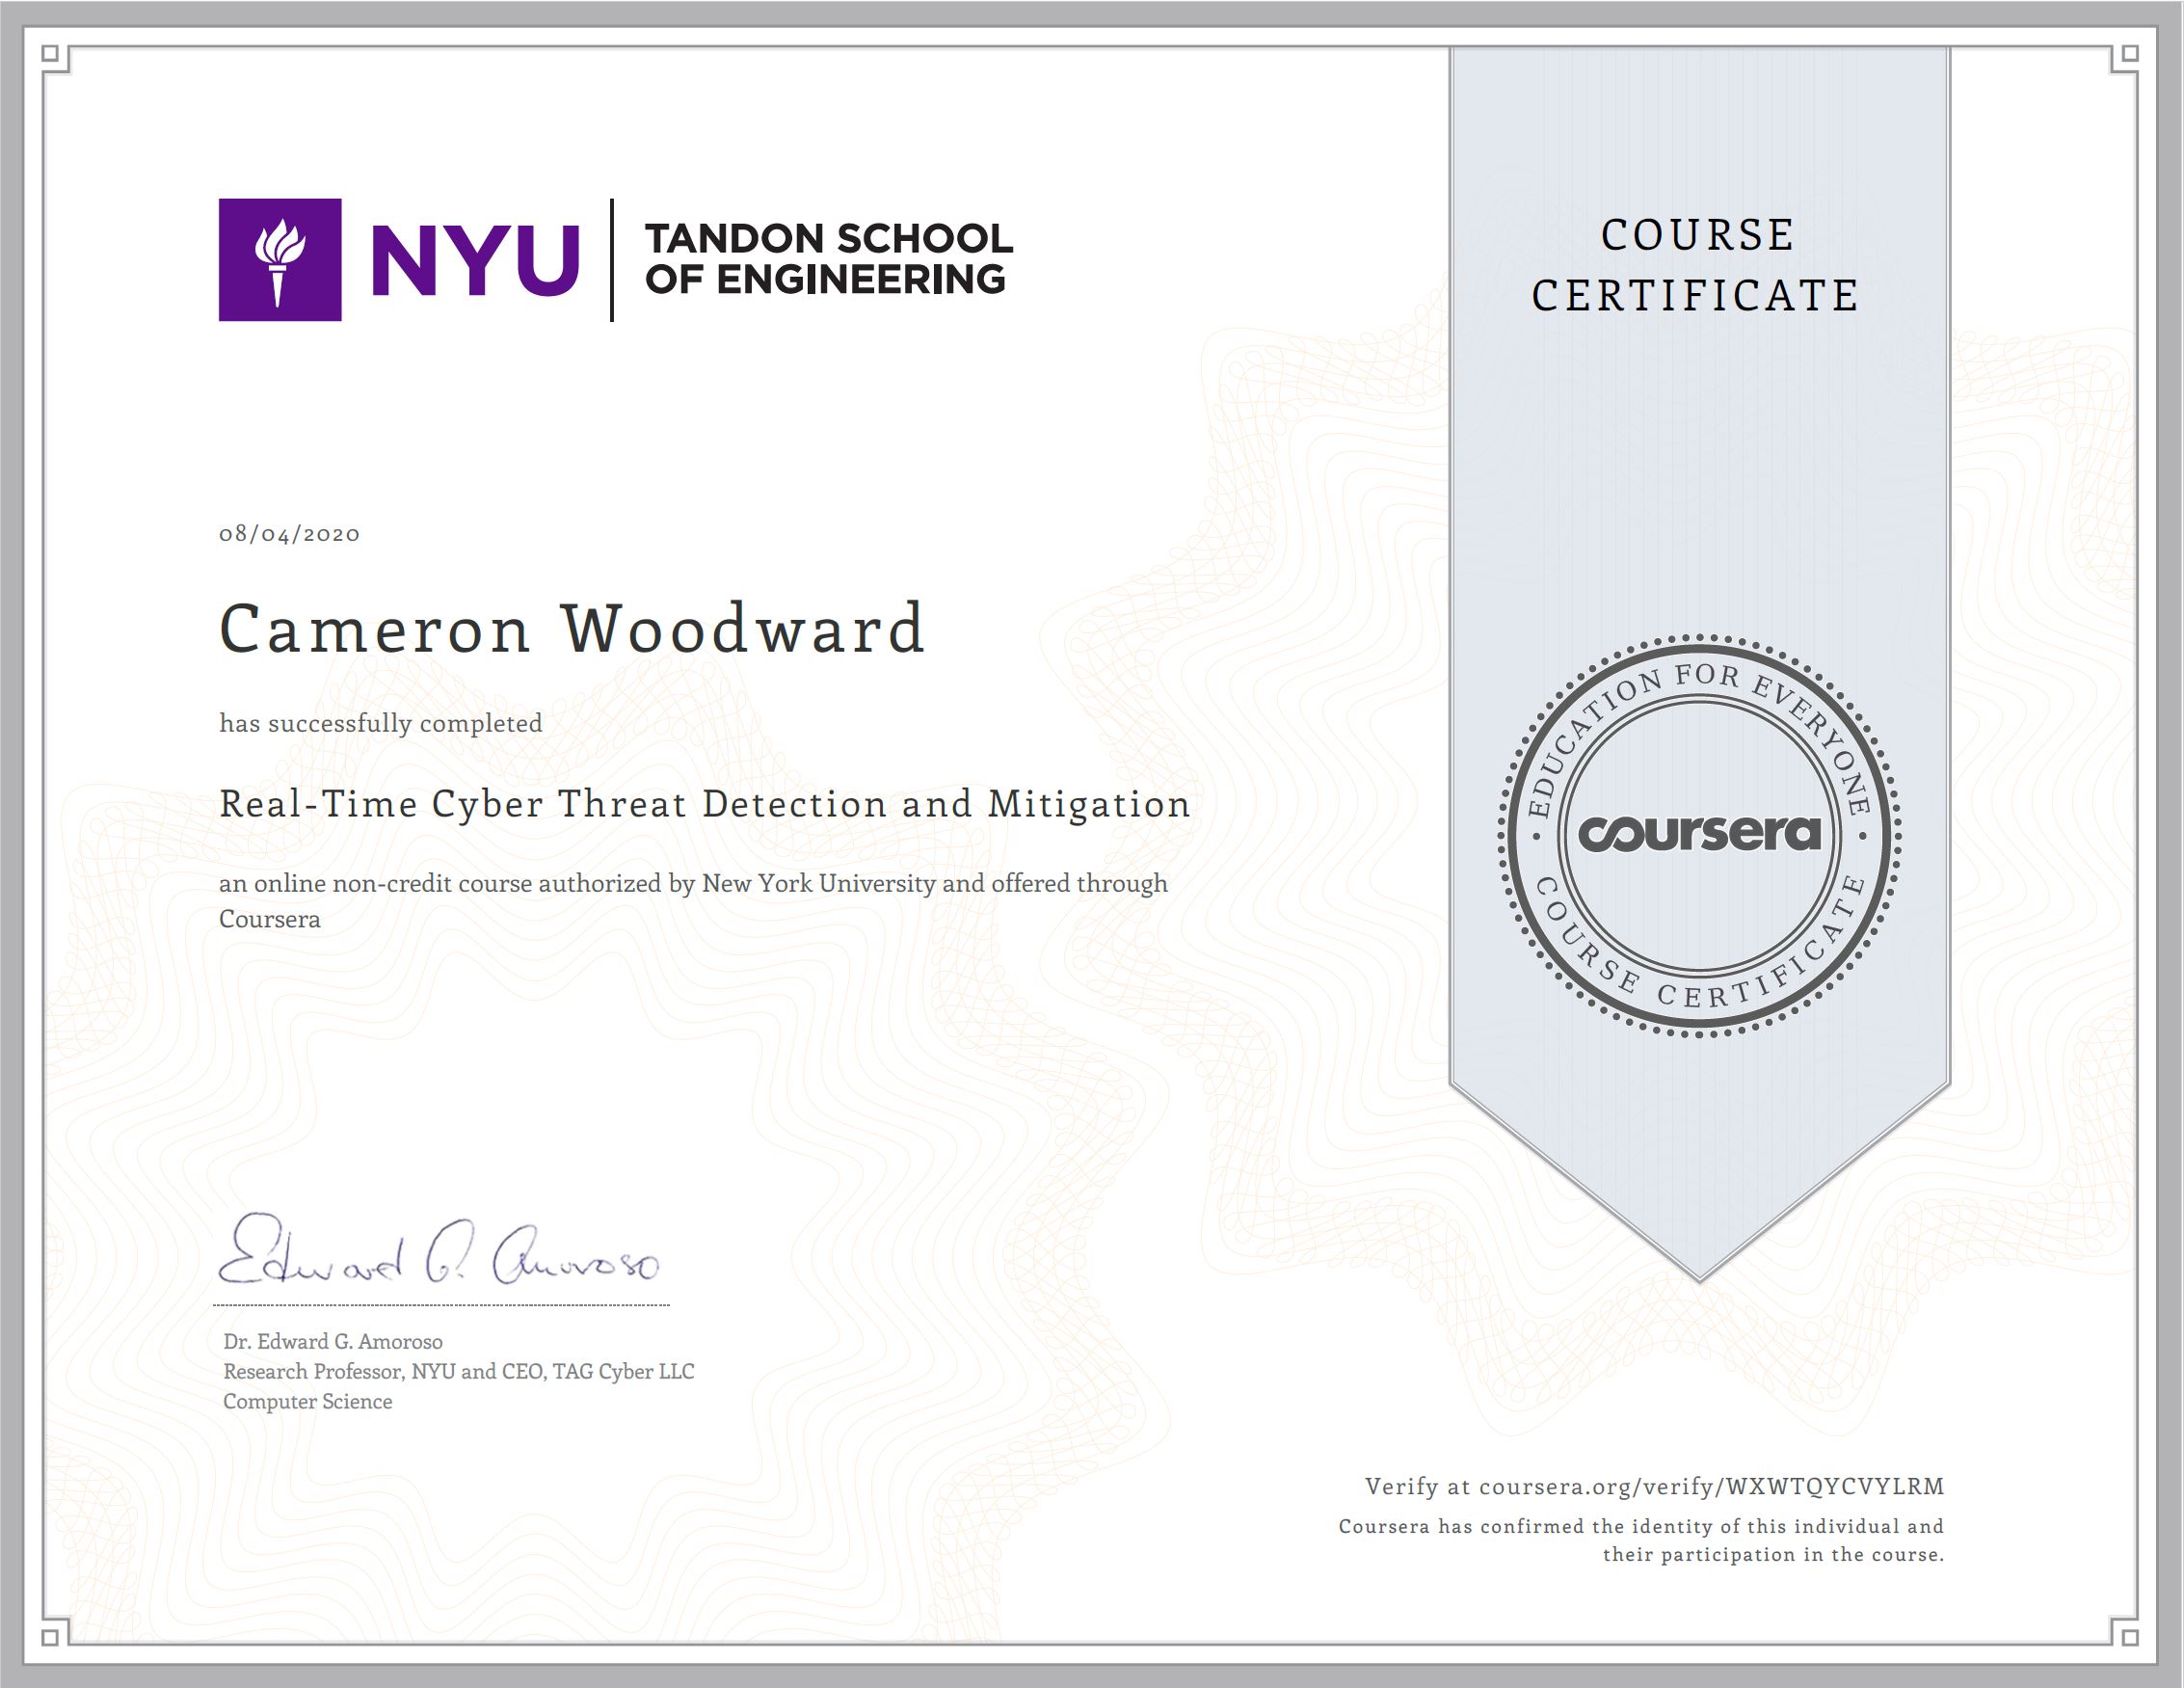 NYU
TANDON SCHOOL
OF ENGINEERING
COURSE
CERTIFICATE
08/04/2020
Cameron Woodward
has successfully completed
Real-Time Cyber Threat Detection and Mitigation
an online non-credit course authorized by New York University and offered through
Coursera
EDUCATION FOR EVERYONE
coursera
COURSE CERTIFICATE
Edward G. Amoroso
Dr. Edward G. Amoroso
Research Professor, NYU and CEO, TAG Cyber LLC
Computer Science
Verify at coursera.org/verify/WXWTQYCVYLRM
Coursera has confirmed the identity of this individual and
their participation in the course.